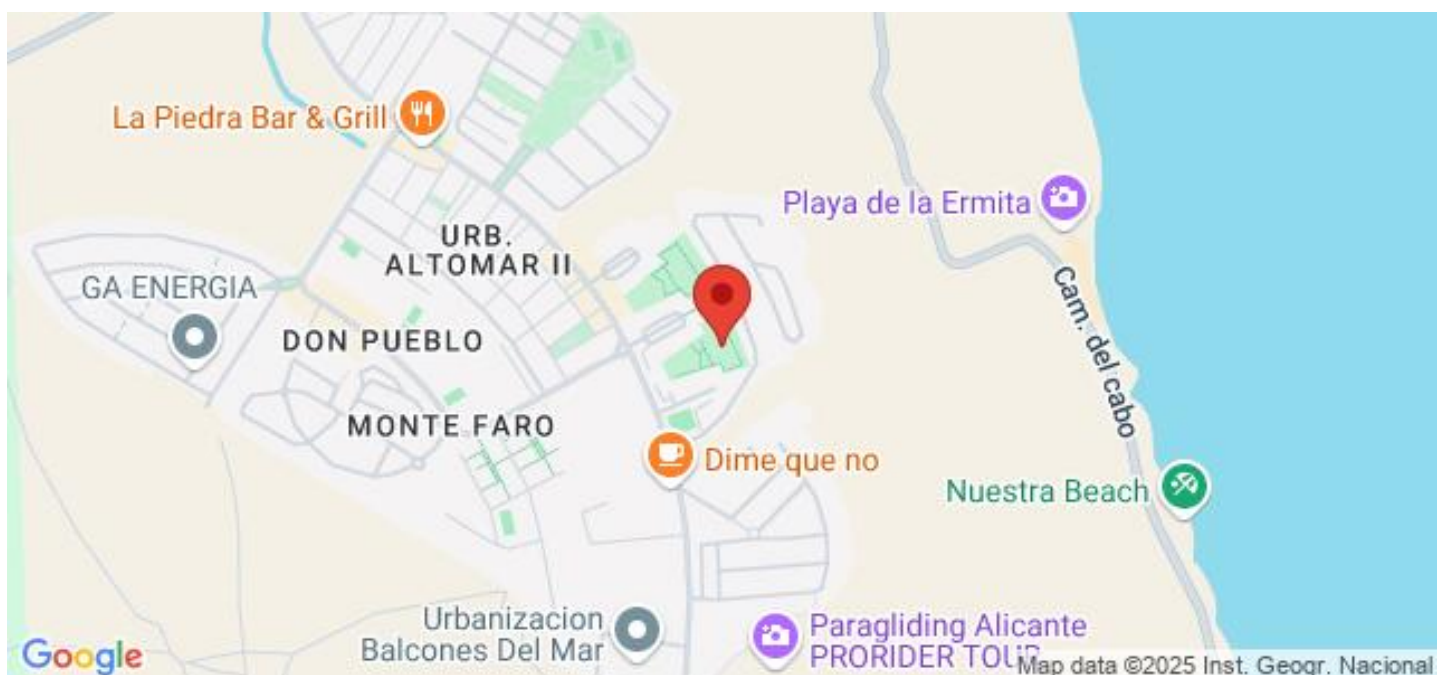 La Piedra Bar & Grill
Playa de la Ermita
URB.
ALTOMAR II
GA ENERGIA
Cam. del cabo
DON PUEBLO
MONTE FARO
Dime que no
Nuestra Beach
Urbanizacion
Balcones Del Mar
Paragliding Alicante
PRORIDER TOUR
Google
Map data ©2025 Inst. Geogr. Nacional